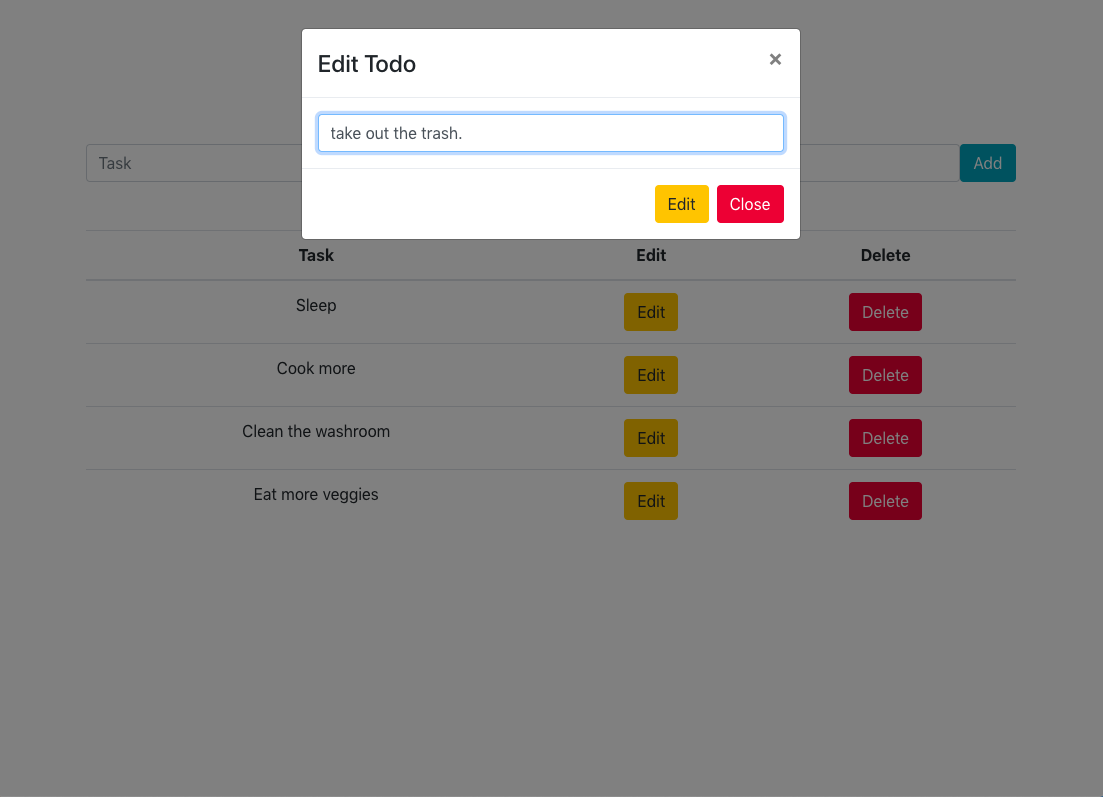 Edit Todo ×
take out the trash.
Task Add
Edit Close
Task Edit Delete
Sleep Edit Delete
Cook more Edit Delete
Clean the washroom Edit Delete
Eat more veggies Edit Delete